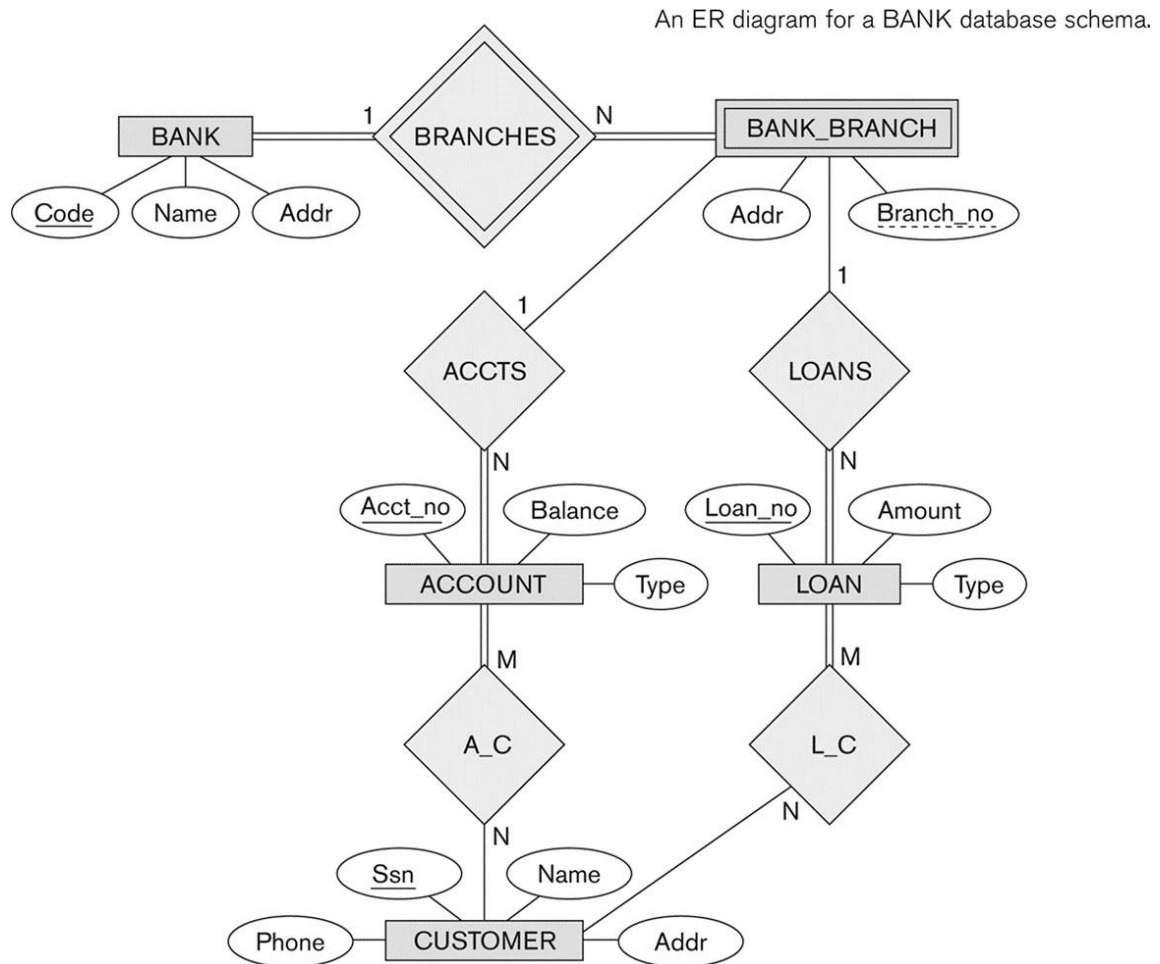 An ER diagram for a BANK database schema.
1
N
BANK
BRANCHES
BANK_BRANCH
Code
Name
Addr
Addr
Branch_no
1
1
ACCTS
LOANS
N
N
Acct_no
Balance
Loan_no
Amount
ACCOUNT
Type
LOAN
Type
M
M
A_C
L_C
N
N
Ssn
Name
Phone
CUSTOMER
Addr